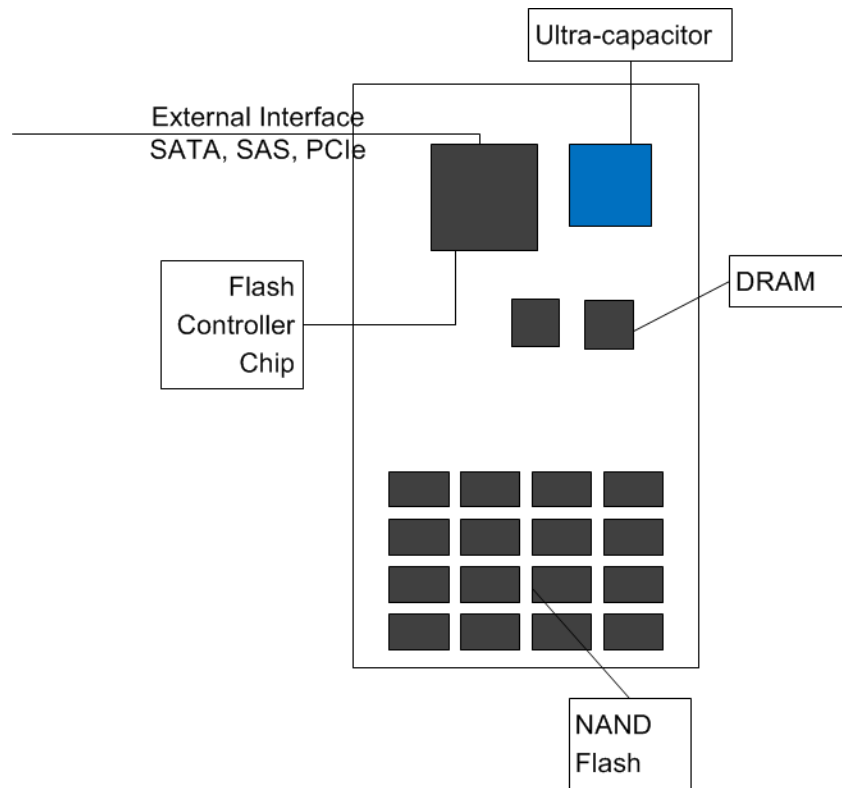 Ultra-capacitor
External Interface
SATA, SAS, PCIe
DRAM
Flash
Controller
Chip
NAND
Flash